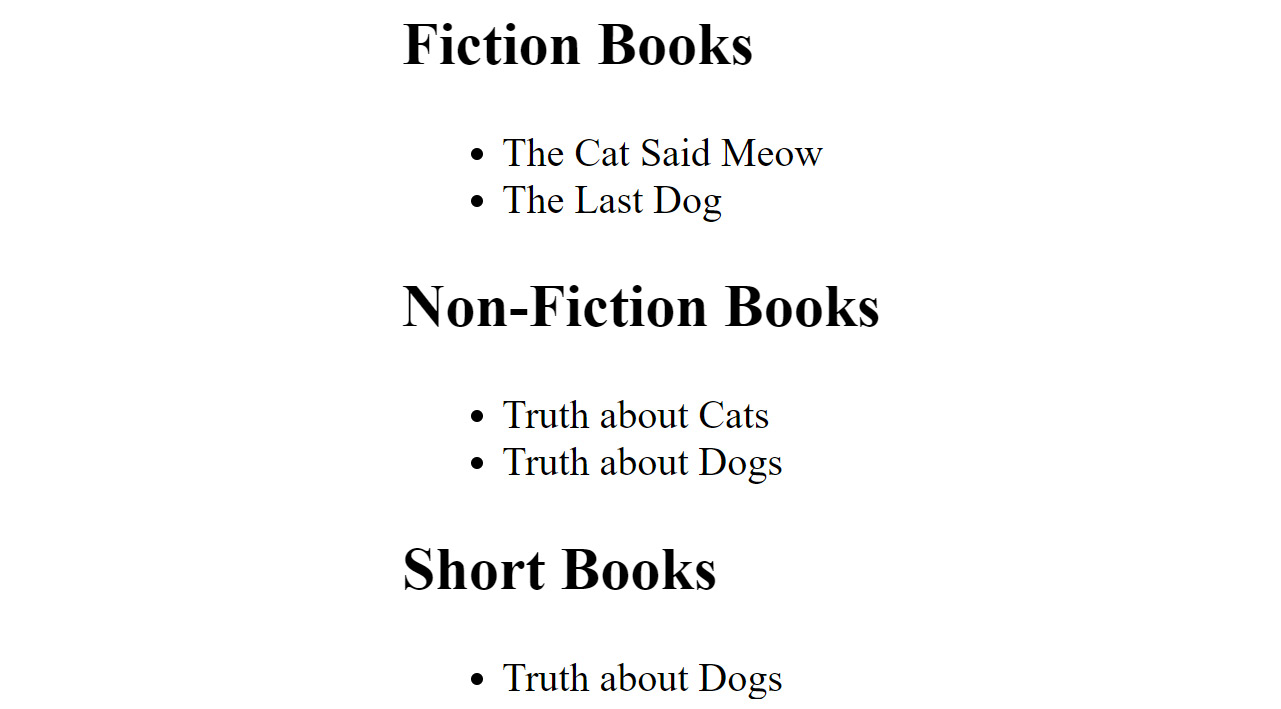 Fiction Books
• The Cat Said Meow
• The Last Dog
Non-Fiction Books
• Truth about Cats
• Truth about Dogs
Short Books
• Truth about Dogs